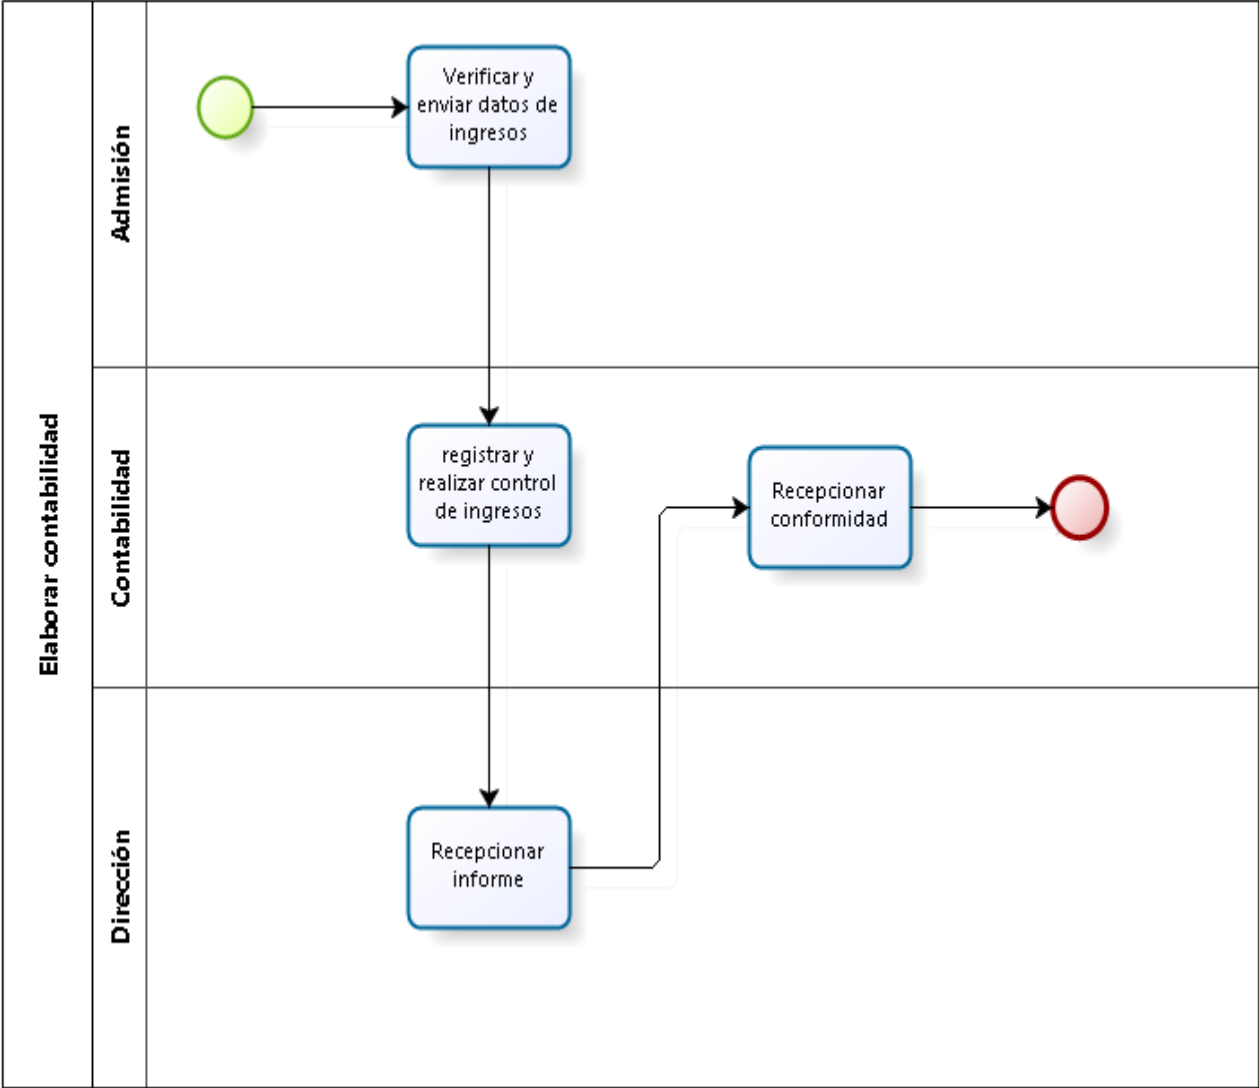 Elaborar contabilidad
Admisión
Verificar y
enviar datos de
ingresos
Contabilidad
registrar y
realizar control
de ingresos
Recepcionar
conformidad
Dirección
Recepcionar
informe